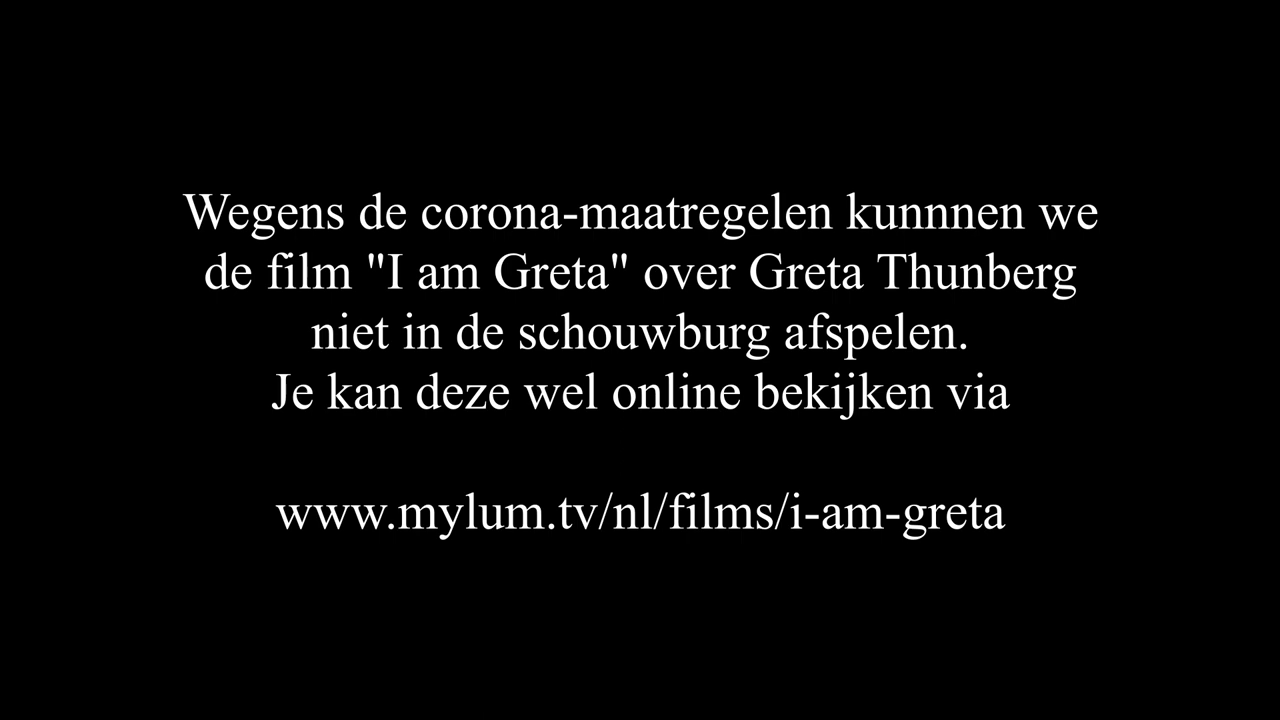 Wegens de corona-maatregelen kunnnen we
de film "I am Greta" over Greta Thunberg
niet in de schouwburg afspelen.
Je kan deze wel online bekijken via
www.mylum.tv/nl/films/i-am-greta